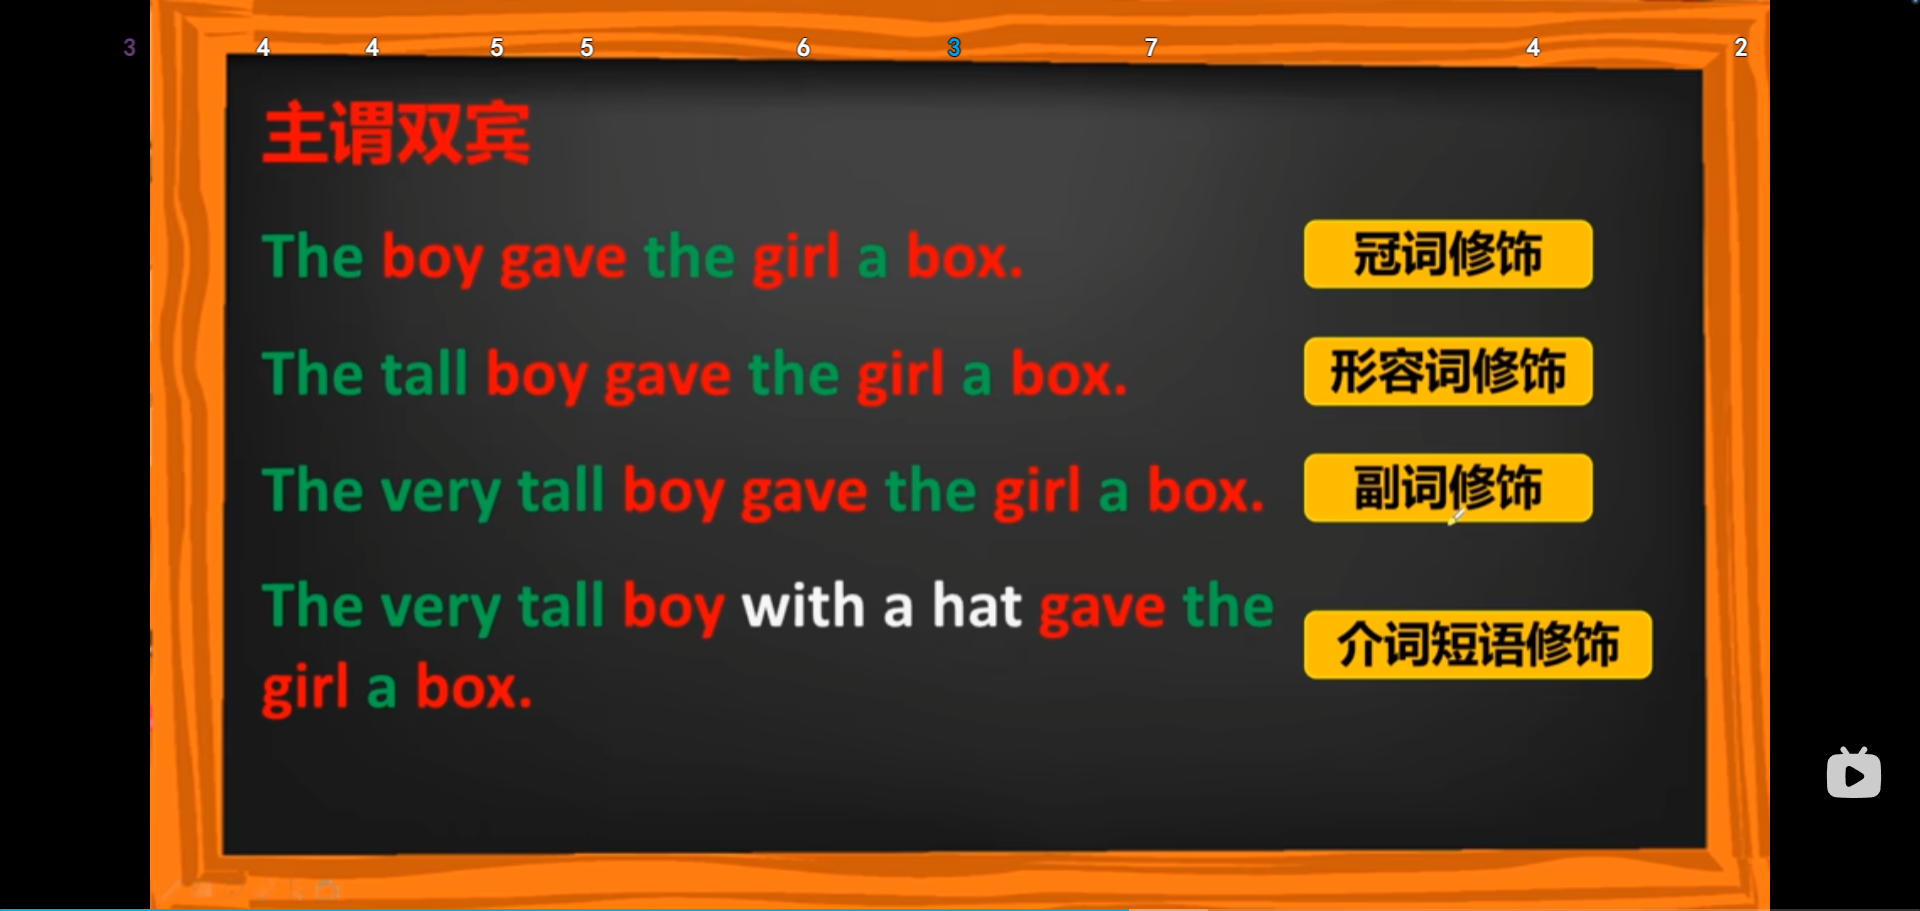 3 4 4 5 5 6 3 7 4 2
主谓双宾
The boy gave the girl a box.
冠词修饰
The tall boy gave the girl a box.
形容词修饰
The very tall boy gave the girl a box.
副词修饰
The very tall boy with a hat gave the
girl a box.
介词短语修饰